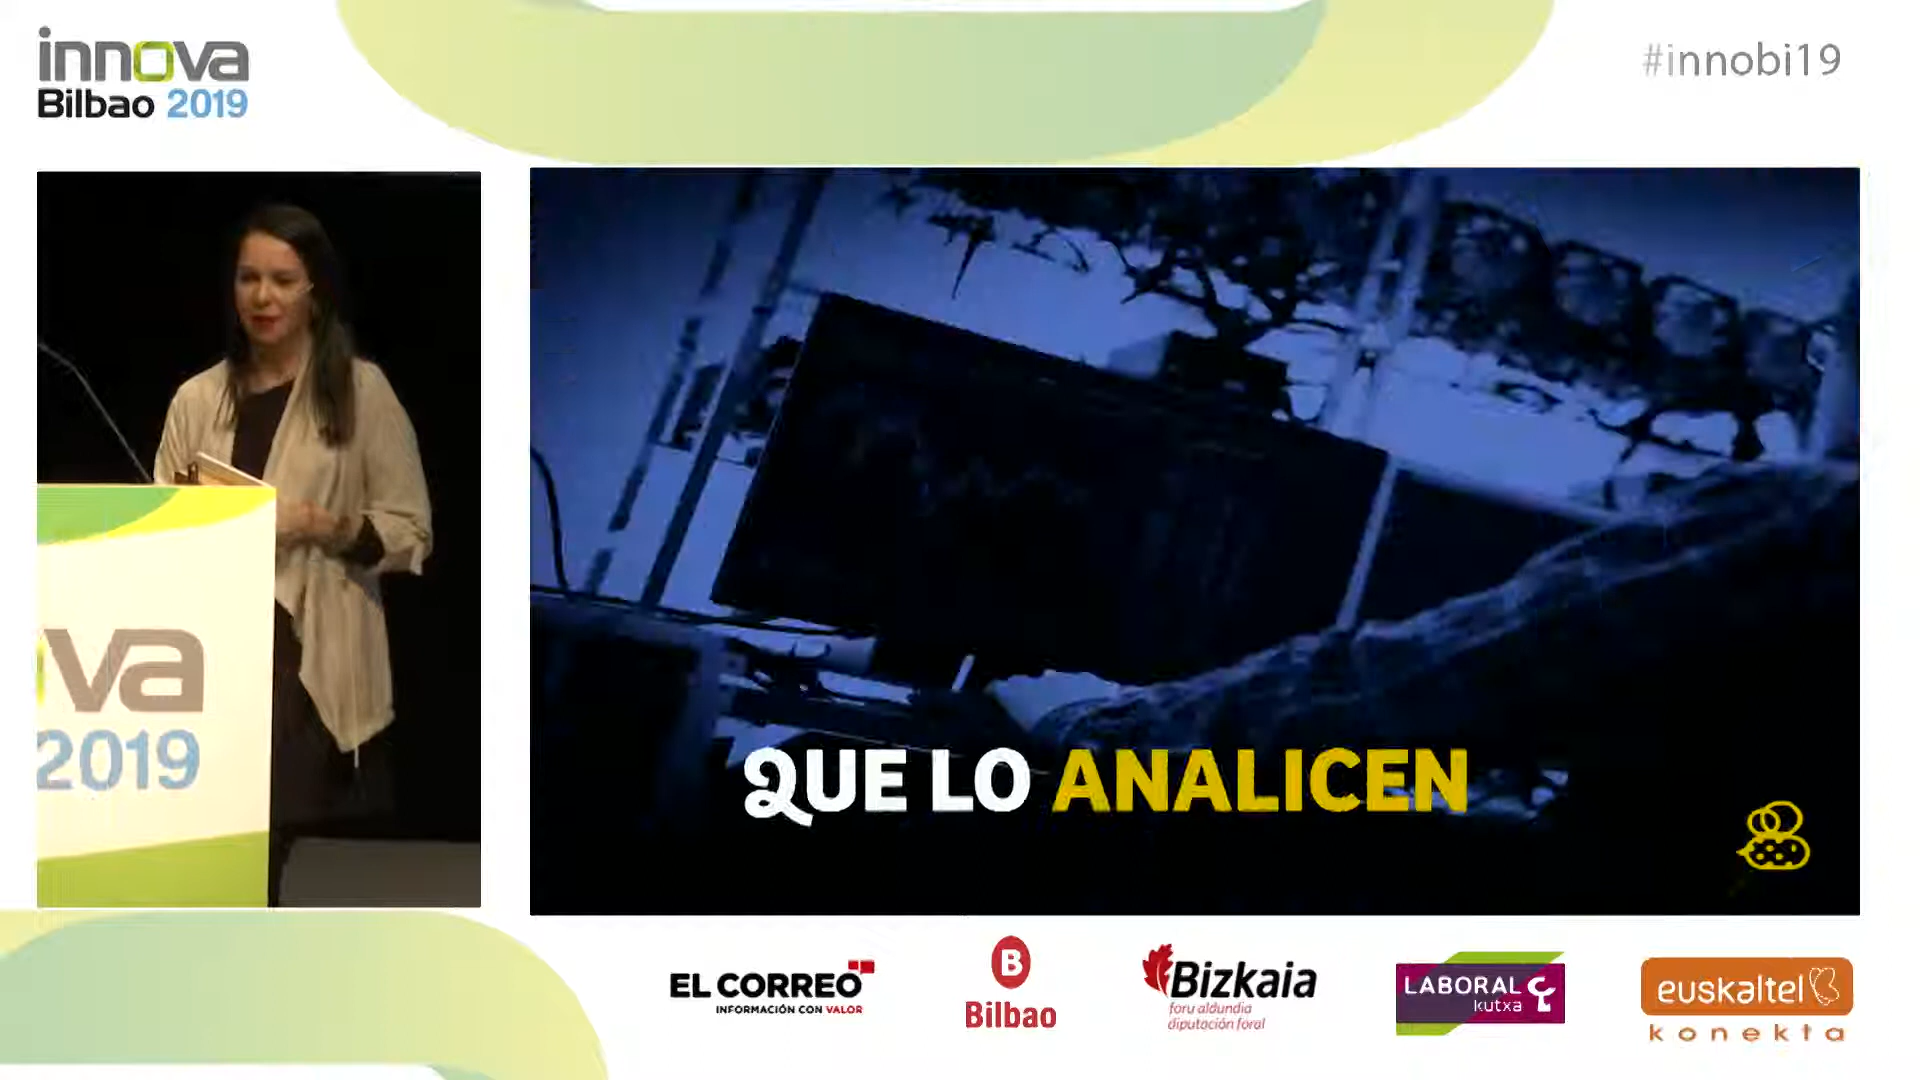 innova
Bilbao 2019
#innobi19
va
2019
QUE LO ANALICEN
EL CORREO
INFORMACIÓN CON VALOR
B
Bilbao
Bizkaia
foru aldundia
diputación foral
LABORAL
kutxa
euskaltel
konekta